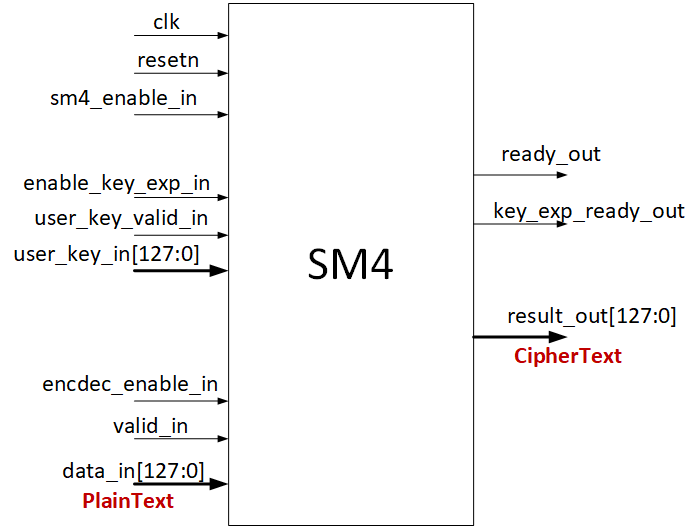 clk
resetn
sm4_enable_in
enable_key_exp_in
user_key_valid_in
user_key_in[127:0]
encdec_enable_in
valid_in
data_in[127:0]
PlainText
SM4
ready_out
key_exp_ready_out
result_out[127:0]
CipherText